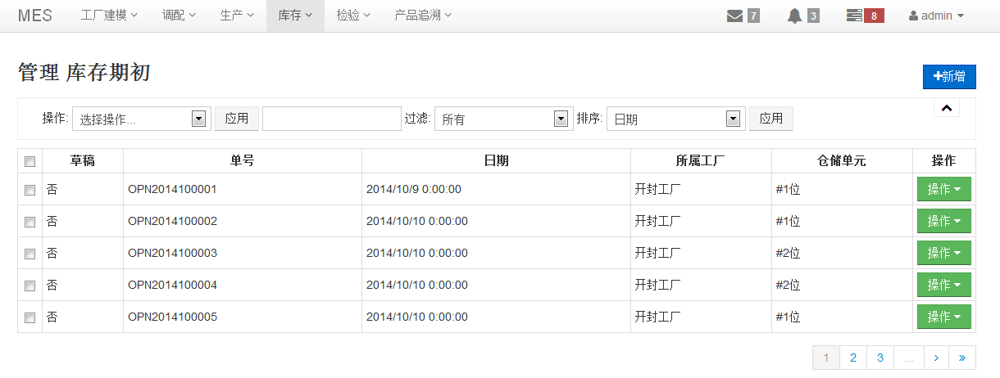 MES 工厂建模 调配 生产 库存 检验 产品追溯 7 3 8 admin
管理 库存期初
新增
操作: 选择操作... 应用 过滤: 所有 排序: 日期 应用
草稿 单号 日期 所属工厂 仓储单元 操作
否 OPN2014100001 2014/10/9 0:00:00 开封工厂 #1位 操作
否 OPN2014100002 2014/10/10 0:00:00 开封工厂 #1位 操作
否 OPN2014100003 2014/10/10 0:00:00 开封工厂 #2位 操作
否 OPN2014100004 2014/10/10 0:00:00 开封工厂 #2位 操作
否 OPN2014100005 2014/10/10 0:00:00 开封工厂 #1位 操作
1 2 3 ... › »